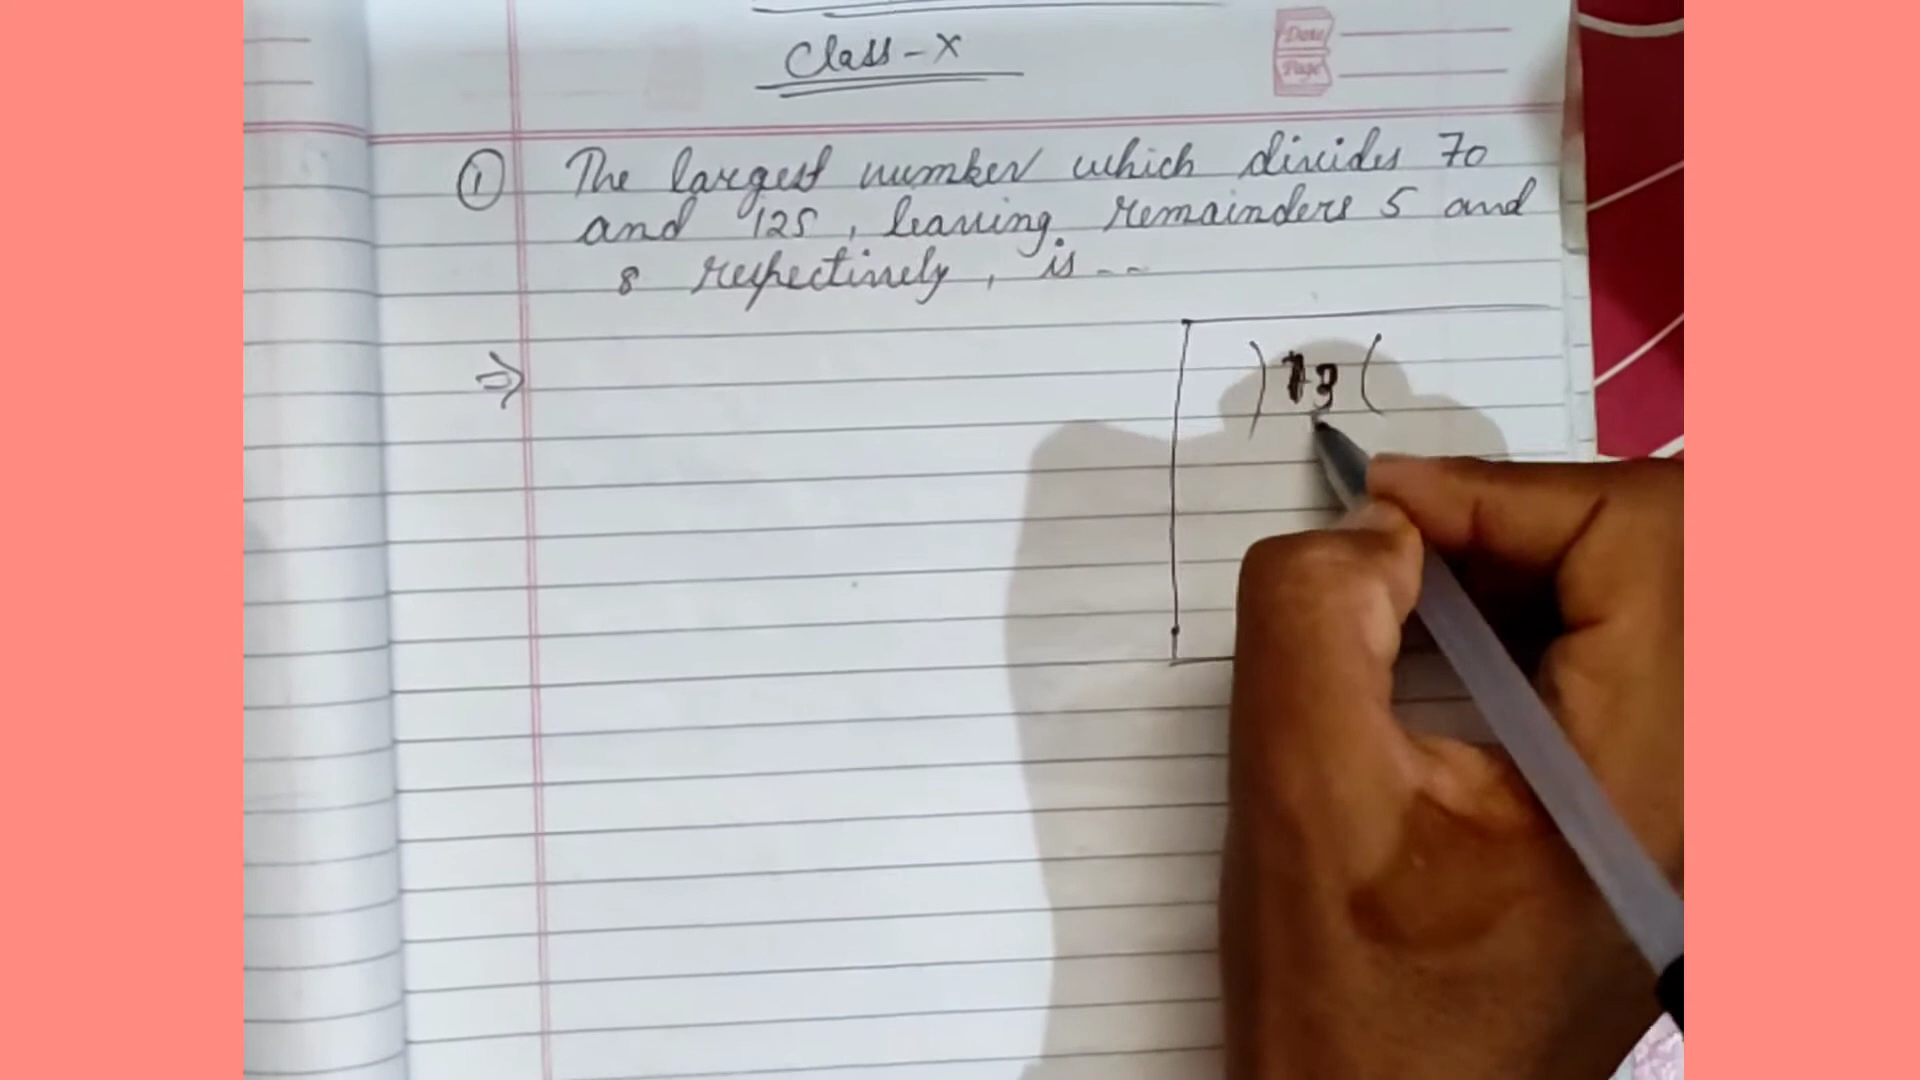 Class - X
Date
Page
① The largest number which divides 70
and 125, leaving remainders 5 and
8 respectively, is --
⇒
) 13 (